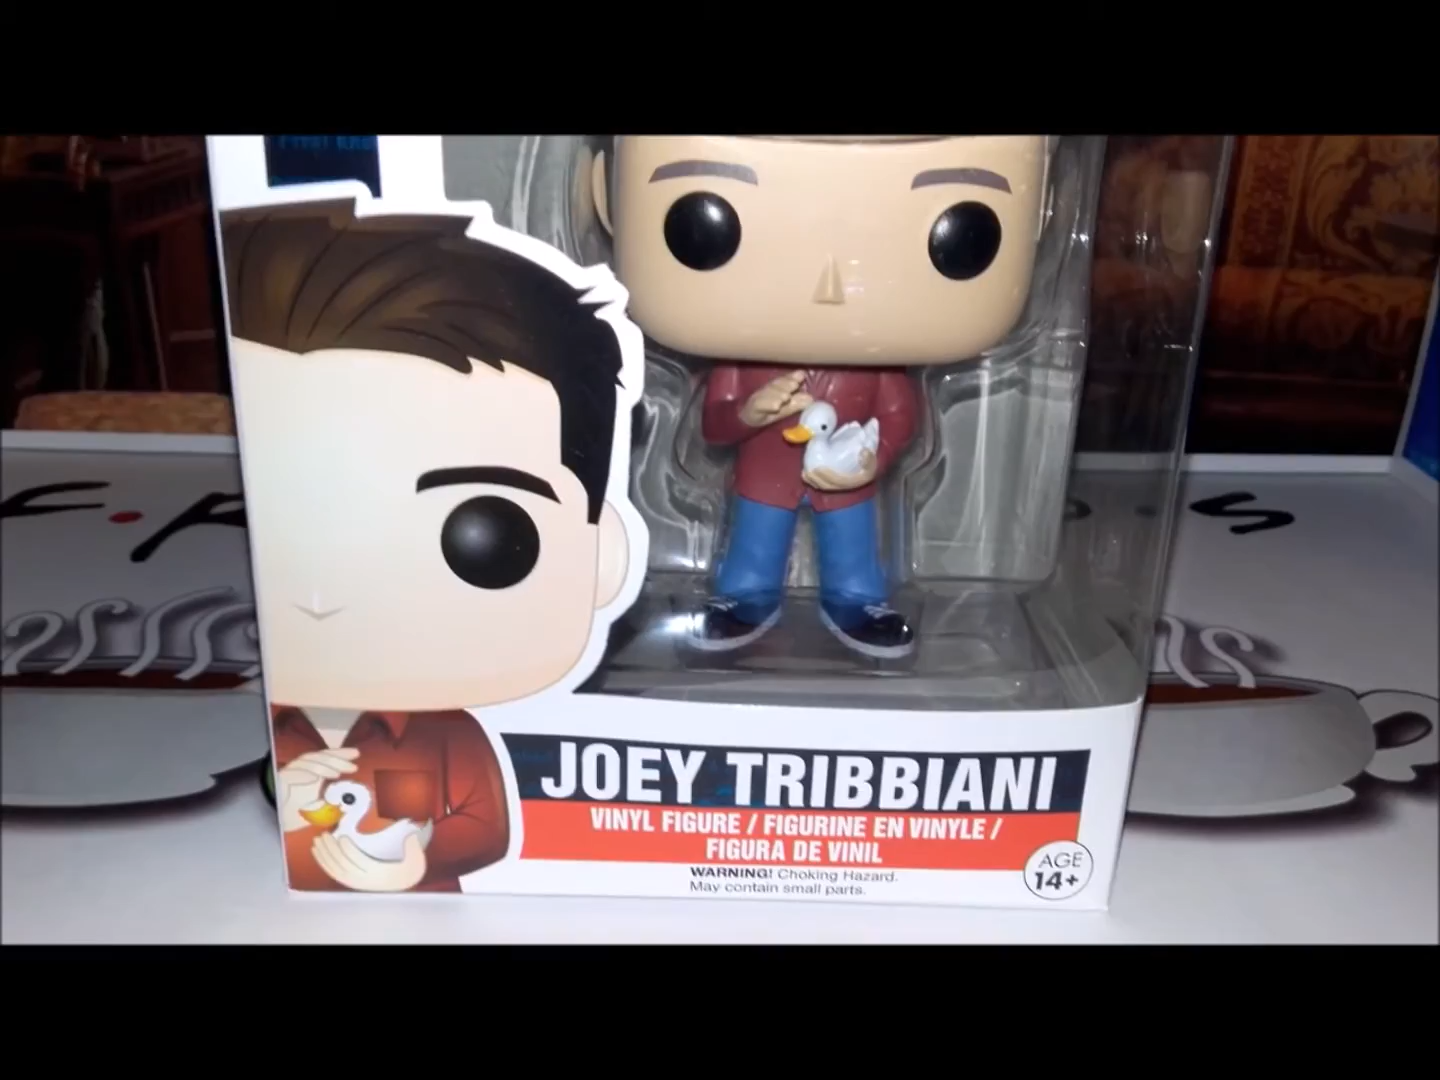 F.R
S
JOEY TRIBBIANI
VINYL FIGURE / FIGURINE EN VINYLE /
FIGURA DE VINIL
WARNING! Choking Hazard.
May contain small parts.
AGE
14+